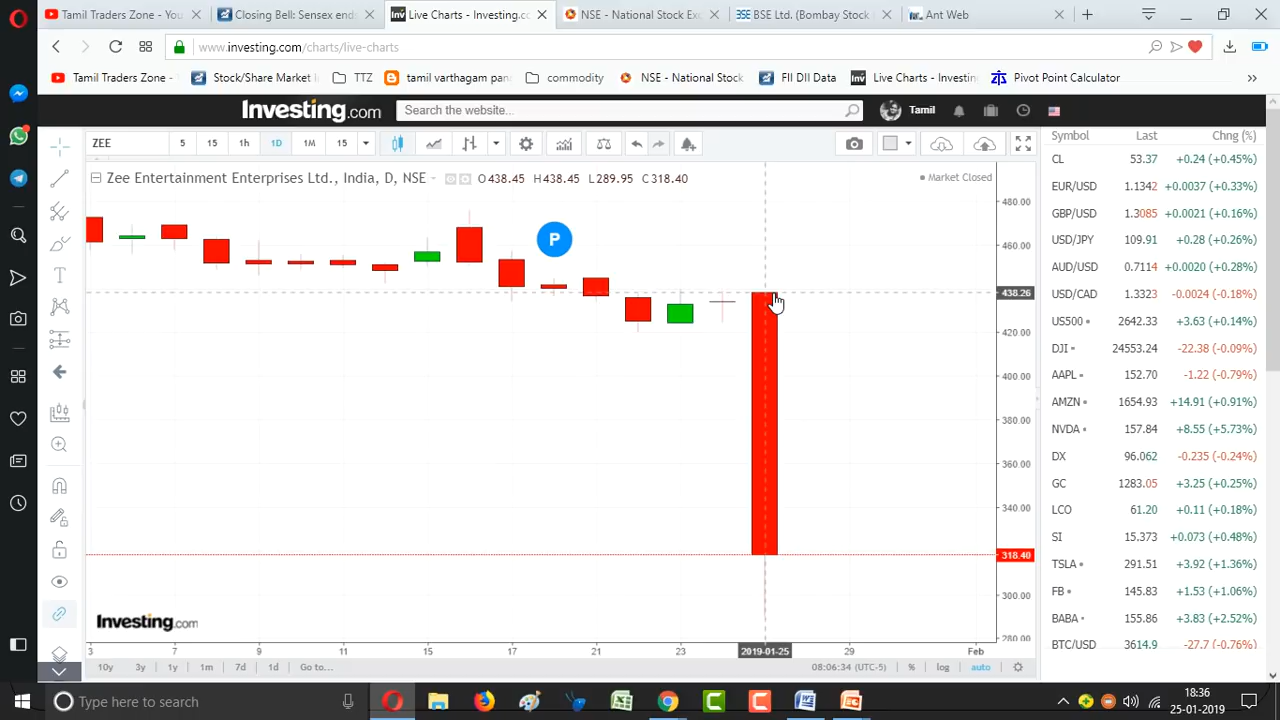 Tamil Traders Zone - You
Closing Bell: Sensex end
Live Charts - Investing.co
NSE - National Stock Exc
BSE Ltd. (Bombay Stock
Ant Web
www.investing.com/charts/live-charts
Tamil Traders Zone -
Stock/Share Market I
TTZ
tamil varthagam pan
commodity
NSE - National Stock
FII DII Data
Live Charts - Investin
Pivot Point Calculator
Investing.com
Search the website...
Tamil
ZEE 5 15 1h 1D 1M 15
Zee Entertainment Enterprises Ltd., India, D, NSE O438.45 H438.45 L289.95 C318.40
Market Closed
P
480.00
460.00
438.26
420.00
400.00
380.00
360.00
340.00
318.40
300.00
280.00
Investing.com
3 7 9 11 15 17 21 23 2019-01-25 29 Feb
10y 3y 1y 1m 7d 1d Go to... 08:06:34 (UTC-5) % log auto
Symbol Last Chng (%)
CL 53.37 +0.24 (+0.45%)
EUR/USD 1.1342 +0.0037 (+0.33%)
GBP/USD 1.3085 +0.0021 (+0.16%)
USD/JPY 109.91 +0.28 (+0.26%)
AUD/USD 0.7114 +0.0020 (+0.28%)
USD/CAD 1.3323 -0.0024 (-0.18%)
US500 2642.33 +3.63 (+0.14%)
DJI 24553.24 -22.38 (-0.09%)
AAPL 152.70 -1.22 (-0.79%)
AMZN 1654.93 +14.91 (+0.91%)
NVDA 157.84 +8.55 (+5.73%)
DX 96.062 -0.235 (-0.24%)
GC 1283.05 +3.25 (+0.25%)
LCO 61.20 +0.11 (+0.18%)
SI 15.373 +0.073 (+0.48%)
TSLA 291.51 +3.92 (+1.36%)
FB 145.83 +1.53 (+1.06%)
BABA 155.86 +3.83 (+2.52%)
BTC/USD 3614.9 -27.7 (-0.76%)
Type here to search
18:36
25-01-2019